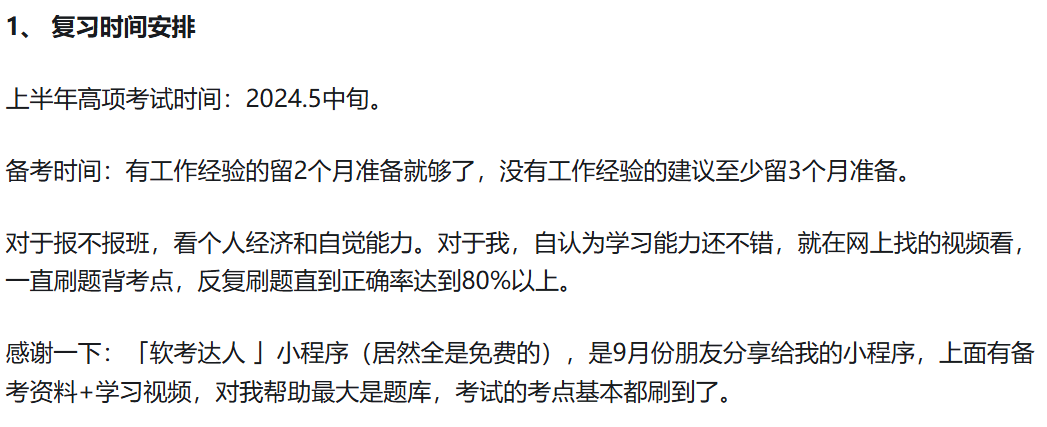 1、 复习时间安排
上半年高项考试时间：2024.5中旬。
备考时间：有工作经验的留2个月准备就够了，没有工作经验的建议至少留3个月准备。
对于报不报班，看个人经济和自觉能力。对于我，自认为学习能力还不错，就在网上找的视频看，
一直刷题背考点，反复刷题直到正确率达到80%以上。
感谢一下：「软考达人 」小程序（居然全是免费的），是9月份朋友分享给我的小程序，上面有备
考资料+学习视频，对我帮助最大是题库，考试的考点基本都刷到了。